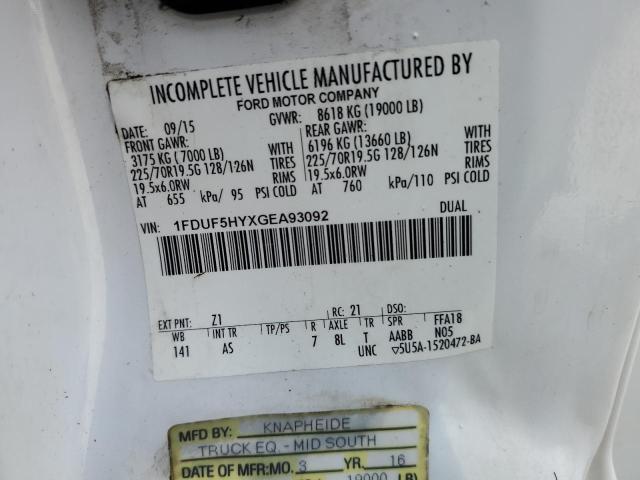 INCOMPLETE VEHICLE MANUFACTURED BY
FORD MOTOR COMPANY
DATE: 09/15 GVWR: 8618 KG (19000 LB)
FRONT GAWR: REAR GAWR:
3175 KG (7000 LB) WITH 6196 KG (13660 LB) WITH
225/70R19.5G 128/126N TIRES 225/70R19.5G 128/126N TIRES
19.5x6.0RW RIMS 19.5x6.0RW RIMS
AT 655 kPa/ 95 PSI COLD AT 760 kPa/110 PSI COLD
VIN: 1FDUF5HYXGEA93092 DUAL
EXT PNT: Z1 RC: 21 DSO:
WB INT TR TP/PS R AXLE TR SPR FFA18
141 AS 7 8L T AABB N05
UNC ▽5U5A-1520472-BA
MFD BY: KNAPHEIDE
TRUCK EQ. - MID SOUTH
DATE OF MFR: MO. 3 YR. 16
19000 LB)